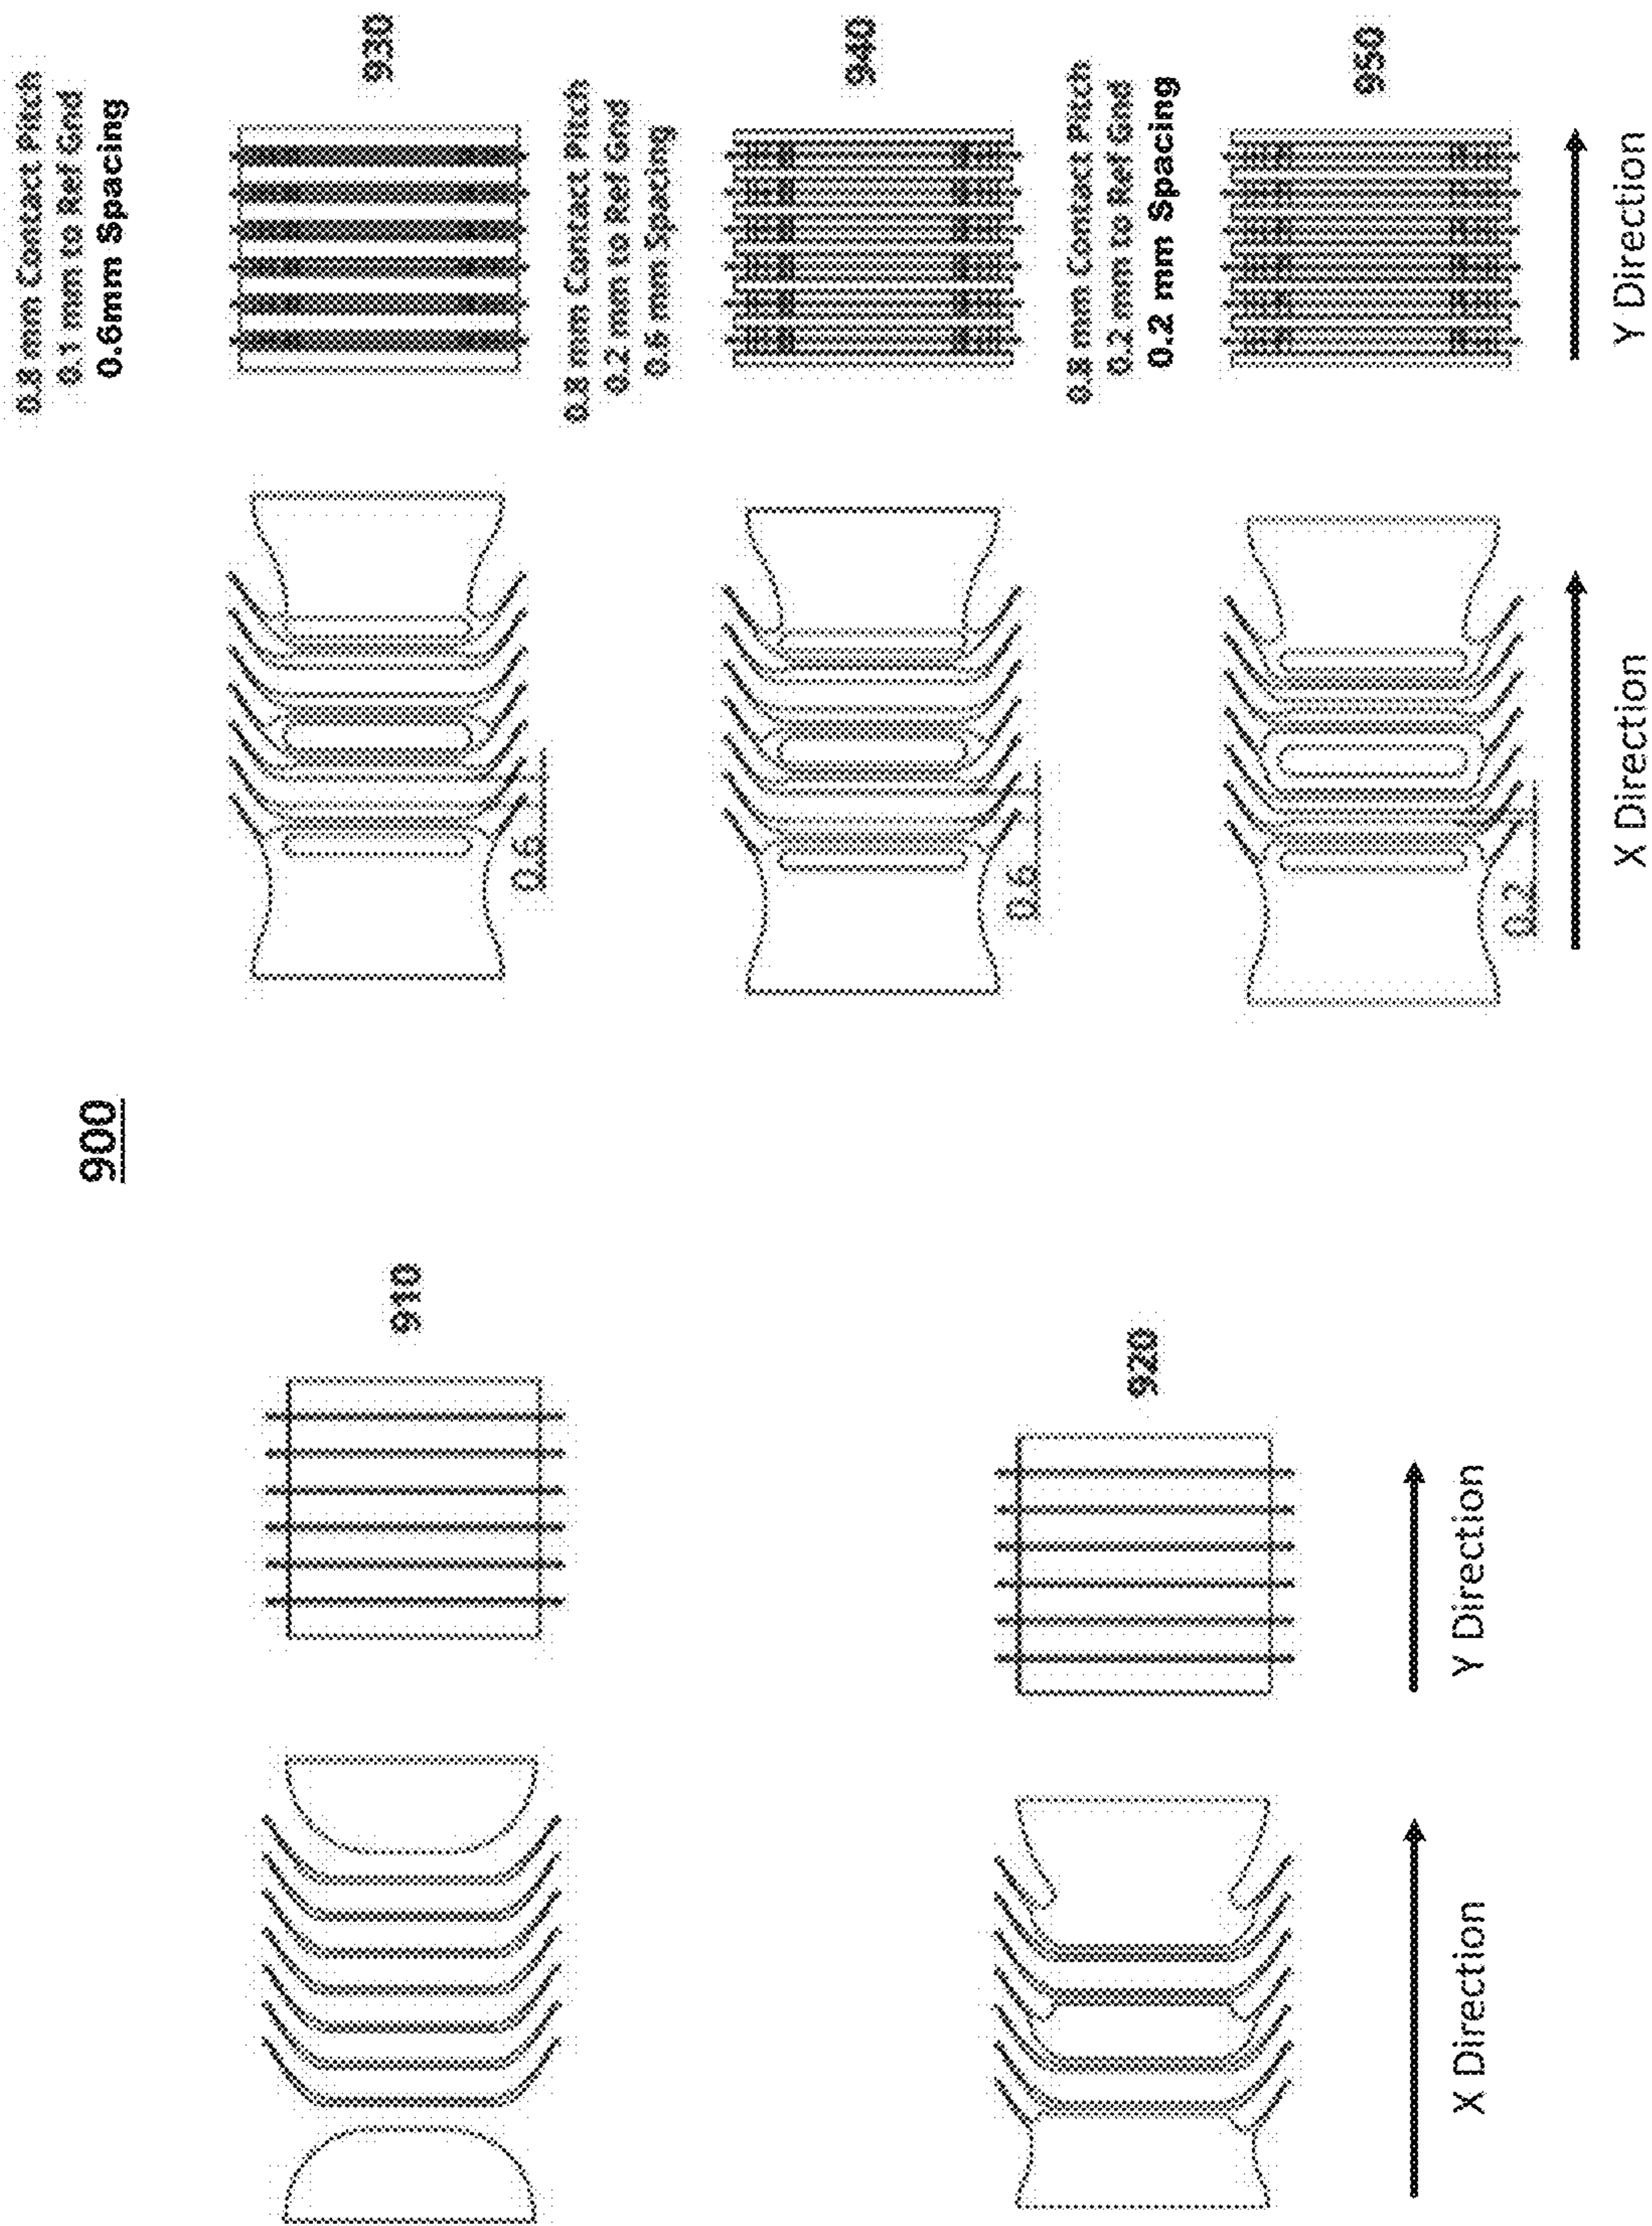 900
910
920
X Direction
Y Direction
0.8 mm Contact Pitch
0.1 mm to Ref Gnd
0.6mm Spacing
930
0.6
0.8 mm Contact Pitch
0.2 mm to Ref Gnd
0.6 mm Spacing
940
0.6
0.8 mm Contact Pitch
0.2 mm to Ref Gnd
0.2 mm Spacing
950
0.2
X Direction
Y Direction